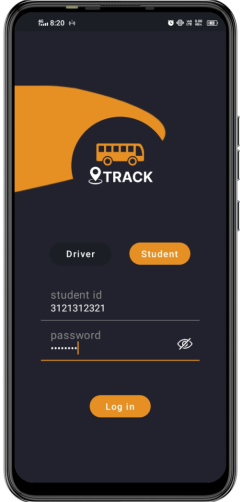 8:20
TRACK
Driver
Student
student id
3121312321
password
Log in